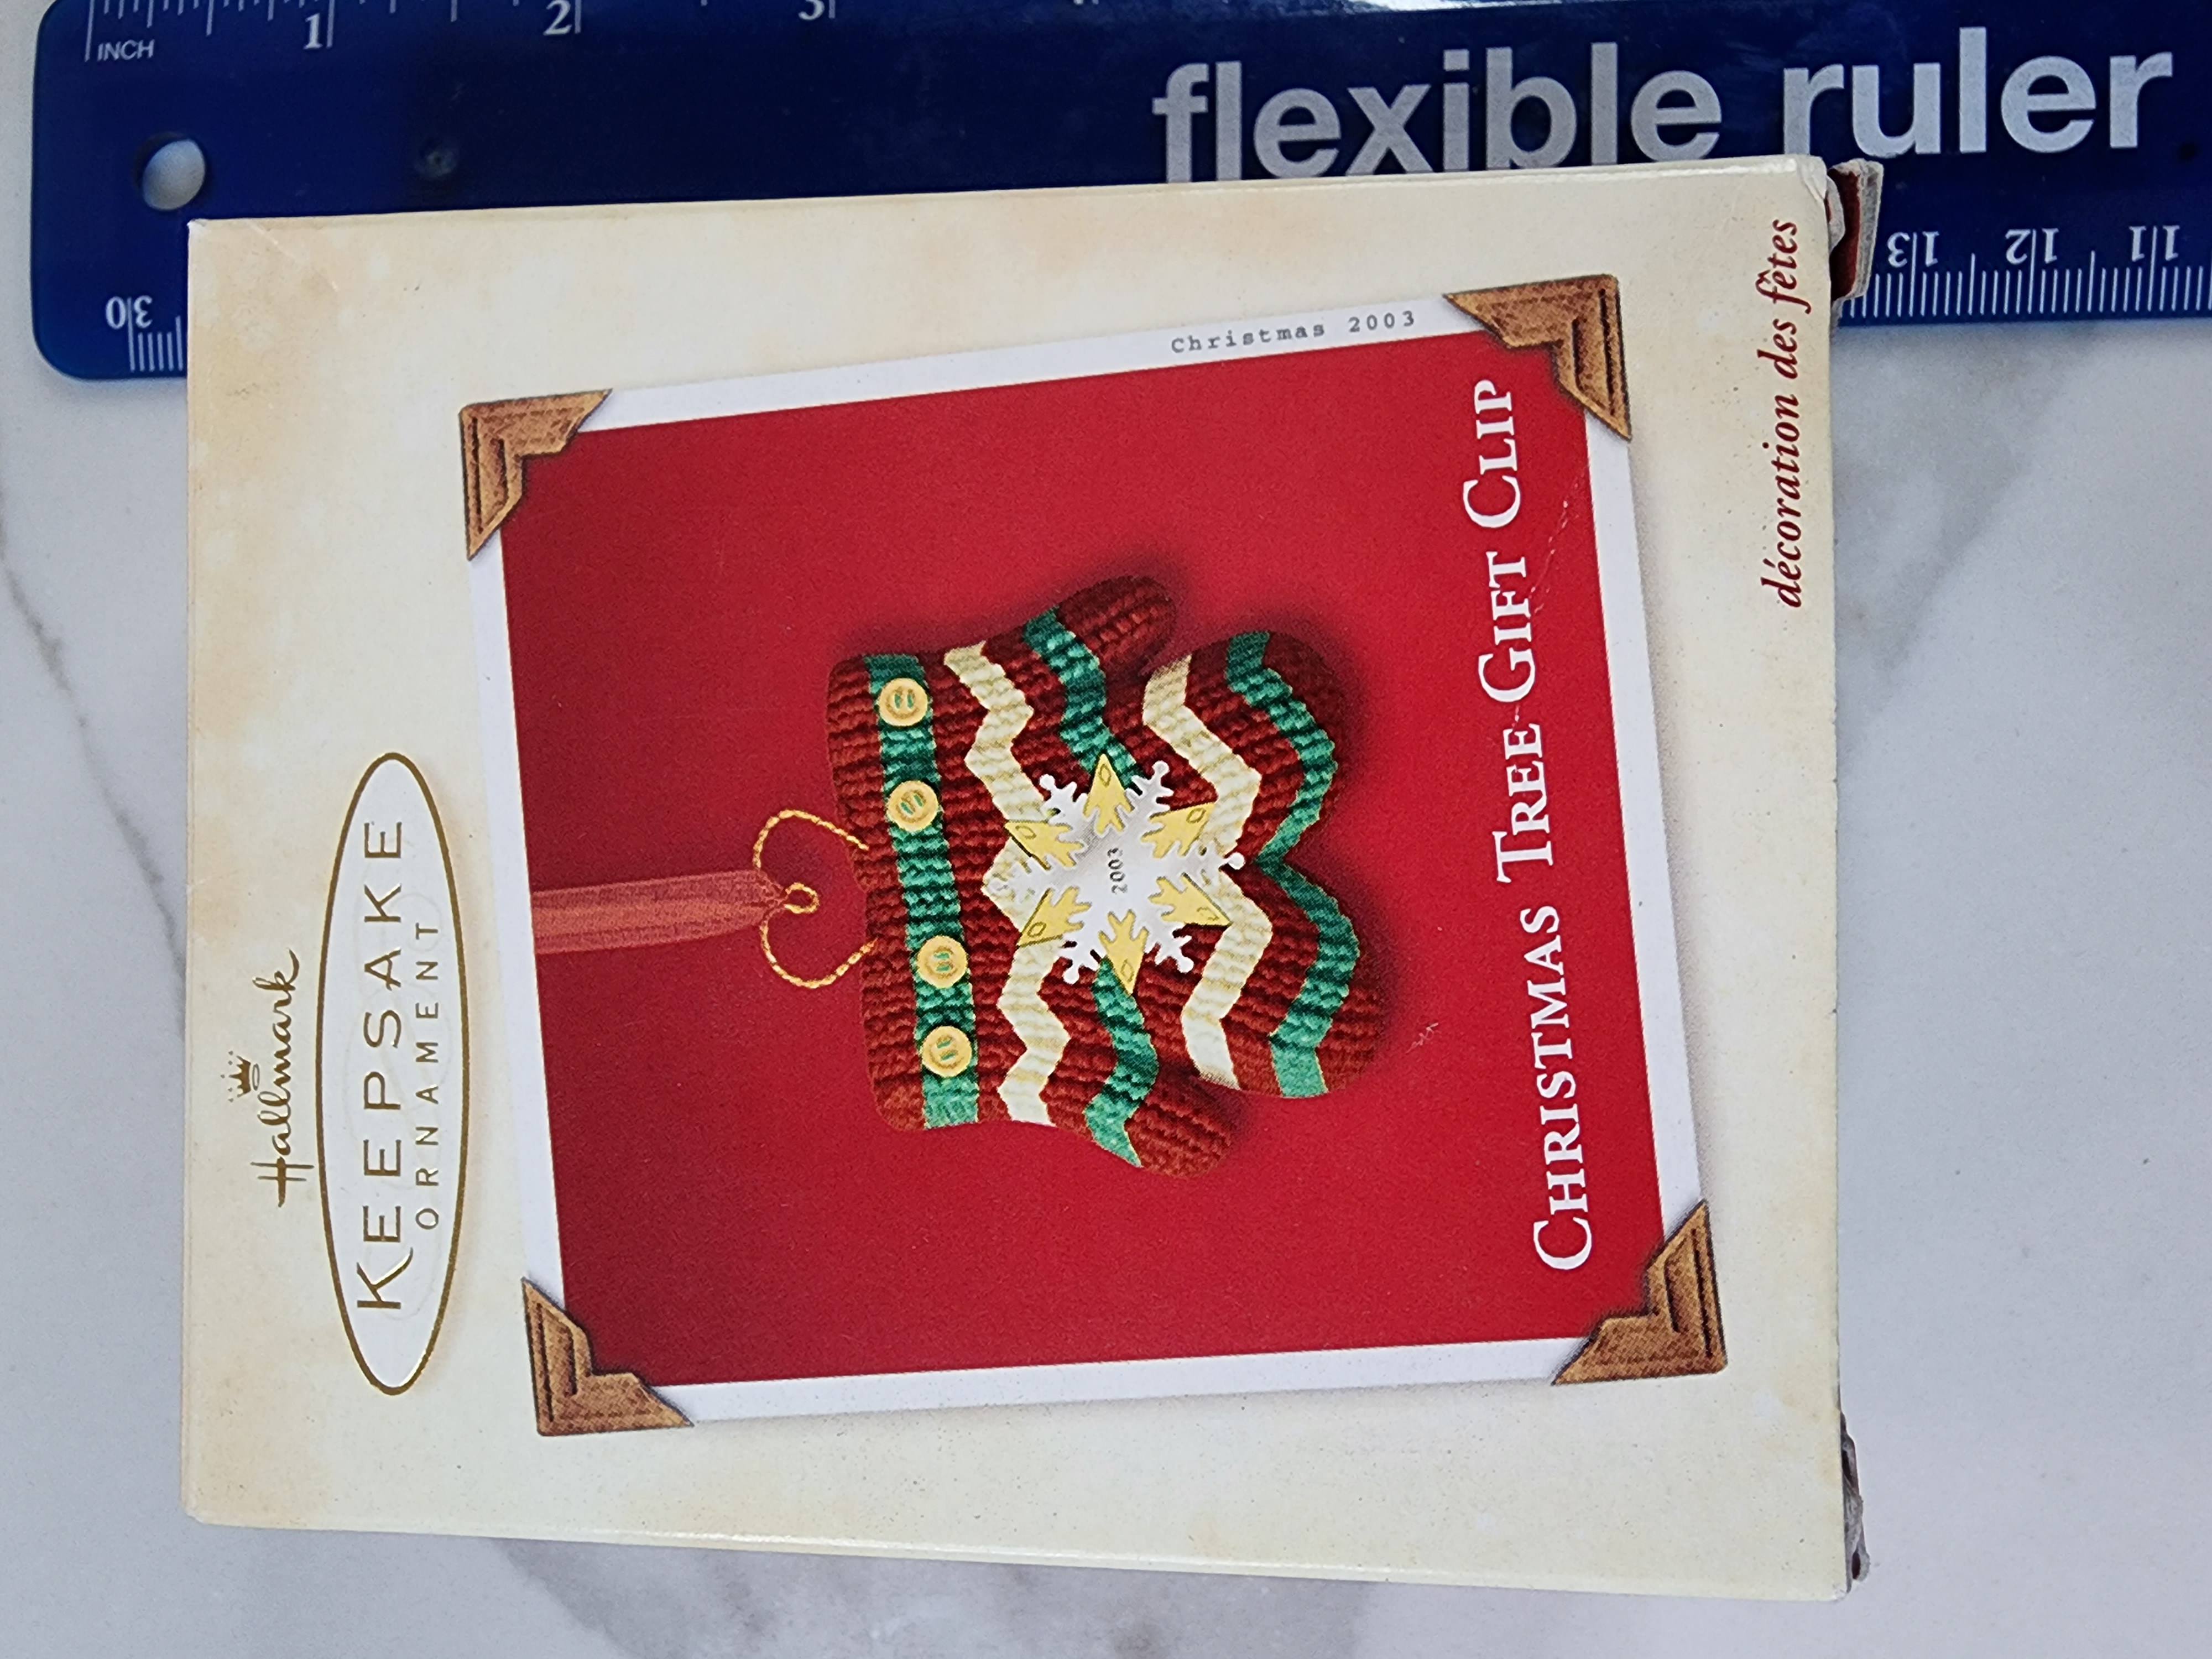 INCH
1
2
3
flexible ruler
30
13
12
11
Hallmark
KEEPSAKE
ORNAMENT
Christmas 2003
2003
CHRISTMAS TREE GIFT CLIP
décoration des fêtes